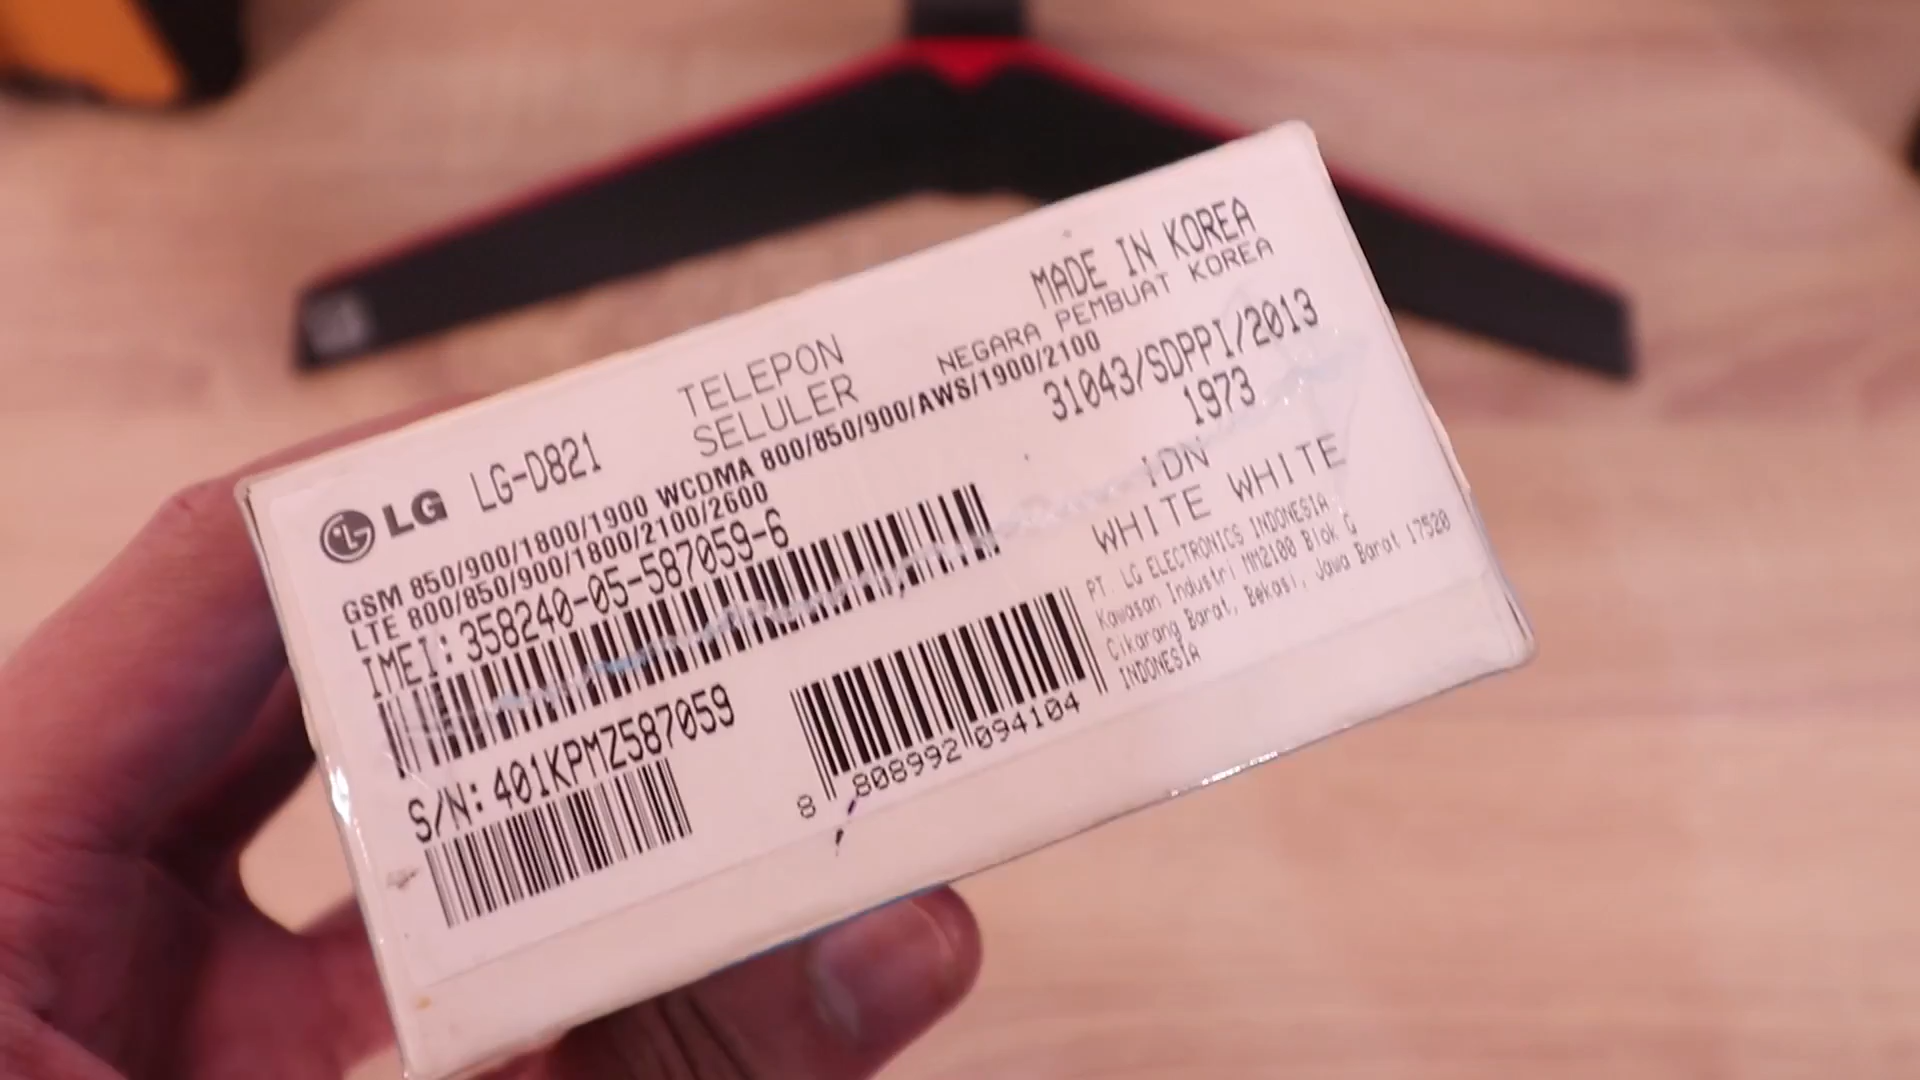 MADE IN KOREA
NEGARA PEMBUAT KOREA
TELEPON
SELULER
LG LG-D821
31043/SDPPI/2013
1973
GSM 850/900/1800/1900 WCDMA 800/850/900/AWS/1900/2100
LTE 800/850/900/1800/2100/2600
IMEI: 358240-05-587059-6
IDN
WHITE WHITE
PT. LG ELECTRONICS INDONESIA
Kawasan Industri MM2100 Blok G
Cikarang Barat, Bekasi, Jawa Barat 17520
INDONESIA
S/N: 401KPMZ587059
8 808992 094104